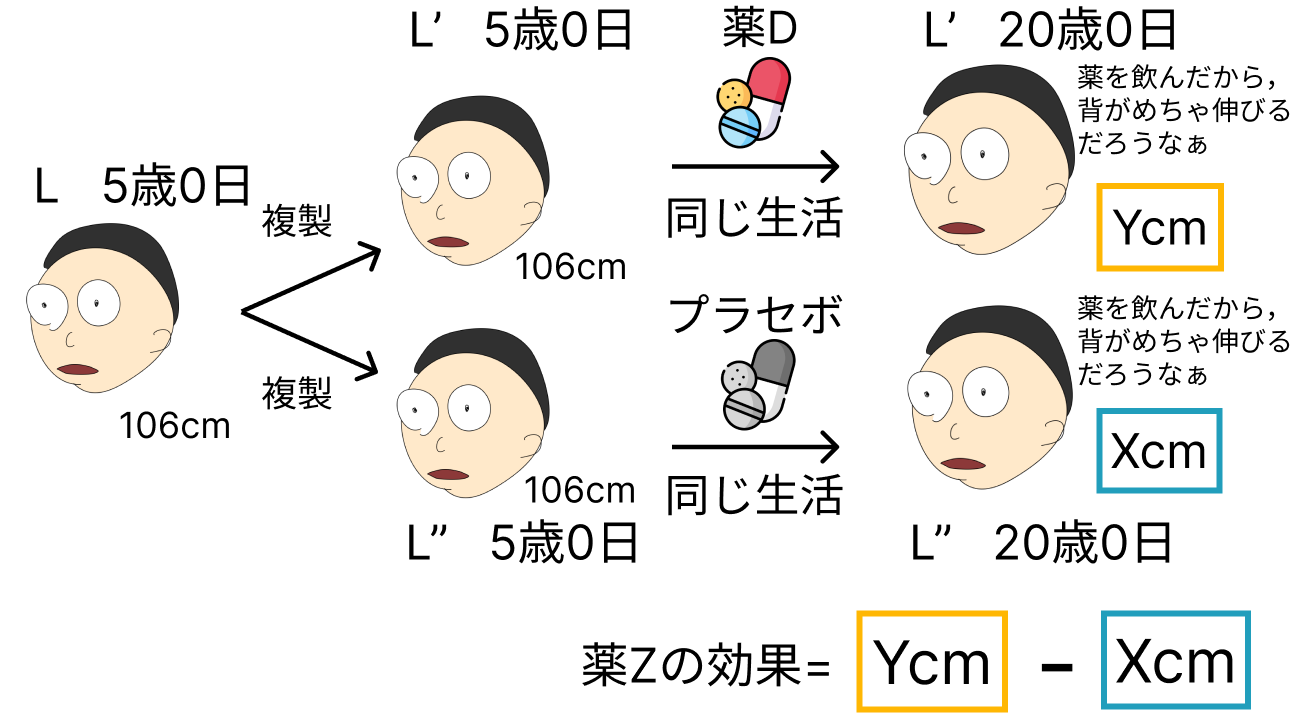 L 5歳0日
106cm
複製
複製
L’ 5歳0日
106cm
薬D
同じ生活
L’ 20歳0日
薬を飲んだから，
背がめちゃ伸びる
だろうなぁ
Ycm
106cm
L” 5歳0日
プラセボ
同じ生活
薬を飲んだから，
背がめちゃ伸びる
だろうなぁ
Xcm
L” 20歳0日
薬Zの効果= Ycm － Xcm